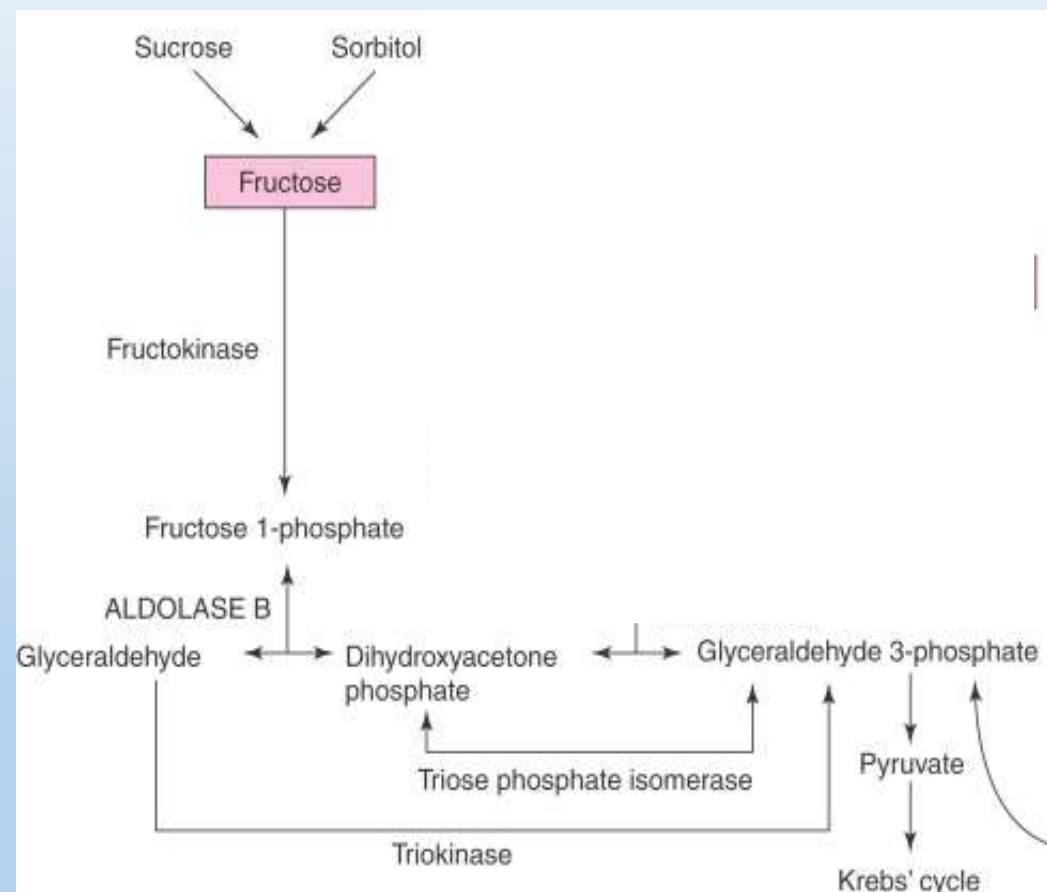 Sucrose
Sorbitol
Fructose
Fructokinase
Fructose 1-phosphate
ALDOLASE B
Glyceraldehyde
Dihydroxyacetone
phosphate
Glyceraldehyde 3-phosphate
Triose phosphate isomerase
Pyruvate
Triokinase
Krebs' cycle